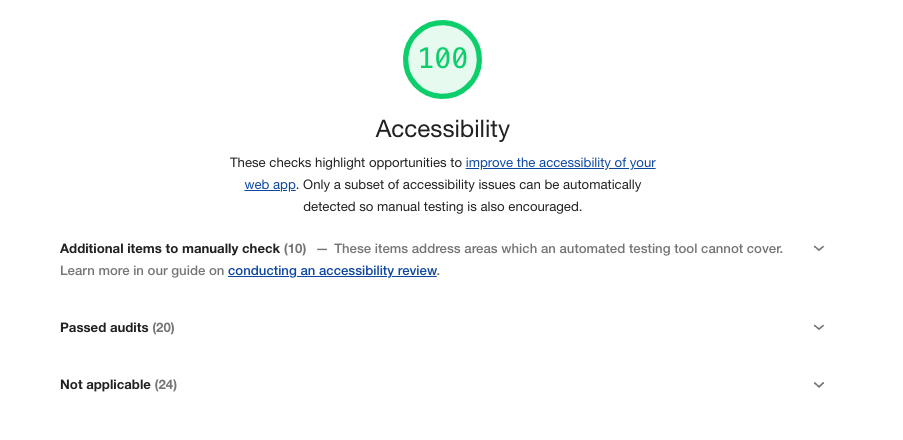 100
Accessibility
These checks highlight opportunities to improve the accessibility of your
web app. Only a subset of accessibility issues can be automatically
detected so manual testing is also encouraged.
Additional items to manually check (10) — These items address areas which an automated testing tool cannot cover.
Learn more in our guide on conducting an accessibility review.
Passed audits (20)
Not applicable (24)